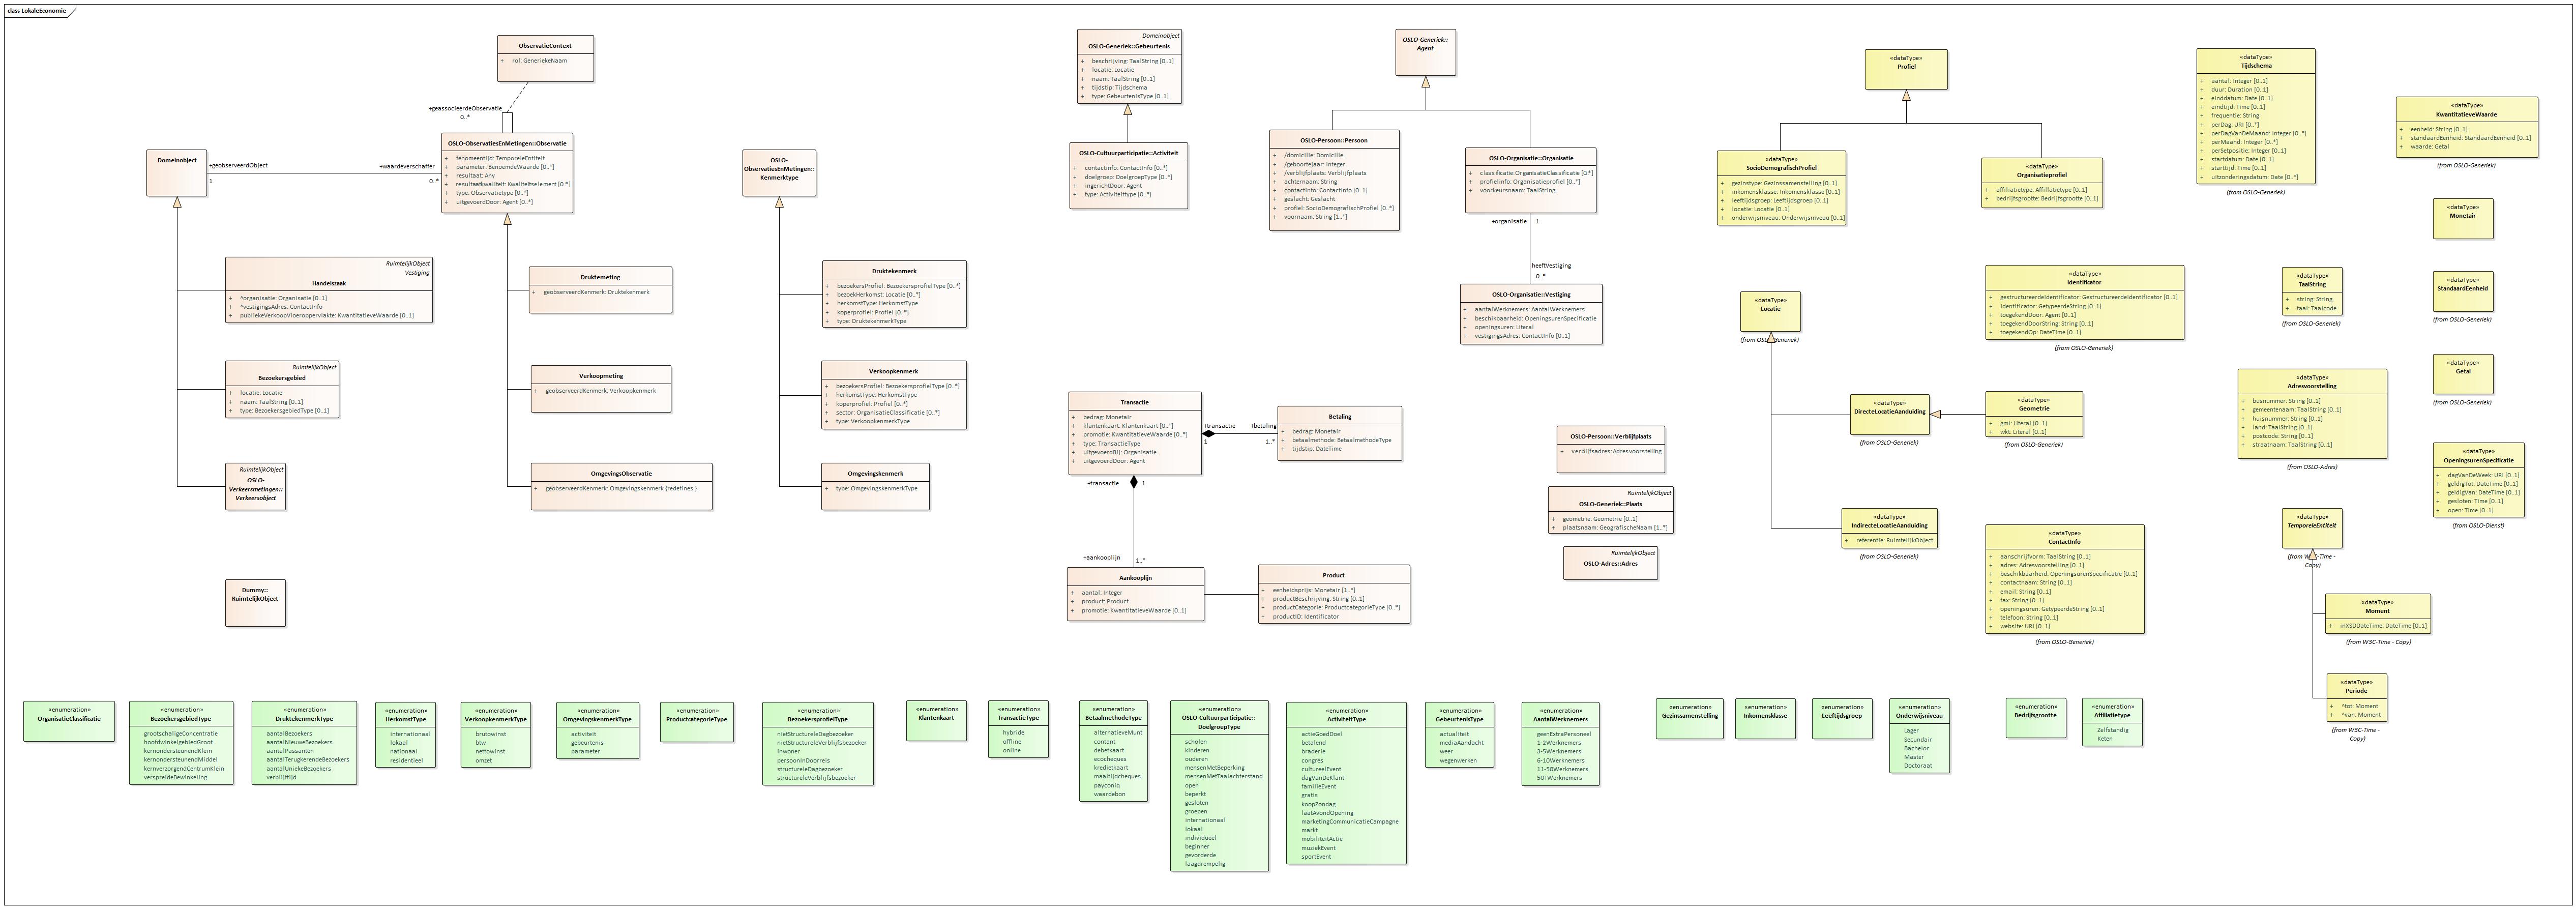 class LokaleEconomie
ObservatieContext
+ rol: GeneriekeNaam
+geassocieerdeObservatie
0..*
OSLO-ObservatiesEnMetingen::Observatie
+ fenomeentijd: TemporeleEntiteit
+ parameter: BenoemdeWaarde [0..*]
+ resultaat: Any
+ resultaatkwaliteit: Kwaliteitselement [0..*]
+ type: Observatietype [0..*]
+ uitgevoerdDoor: Agent [0..*]
Domeinobject
+geobserveerdObject
1
+waardeverschaffer
0..*
OSLO-
ObservatiesEnMetingen::
Kenmerktype
RuimtelijkObject
Vestiging
Handelszaak
+ ^organisatie: Organisatie [0..1]
+ ^vestigingsAdres: ContactInfo
+ publiekeVerkoopVloeroppervlakte: KwantitatieveWaarde [0..1]
RuimtelijkObject
Bezoekersgebied
+ locatie: Locatie
+ naam: TaalString [0..1]
+ type: BezoekersgebiedType [0..1]
RuimtelijkObject
OSLO-
Verkeersmetingen::
Verkeersobject
Dummy::
RuimtelijkObject
Druktemeting
+ geobserveerdKenmerk: Druktekenmerk
Verkoopmeting
+ geobserveerdKenmerk: Verkoopkenmerk
OmgevingsObservatie
+ geobserveerdKenmerk: Omgevingskenmerk {redefines }
Druktekenmerk
+ bezoekersProfiel: BezoekersprofielType [0..*]
+ bezoekHerkomst: Locatie [0..*]
+ herkomstType: HerkomstType
+ koperprofiel: Profiel [0..*]
+ type: DruktekenmerkType
Verkoopkenmerk
+ bezoekersProfiel: BezoekersprofielType [0..*]
+ herkomstType: HerkomstType
+ koperprofiel: Profiel [0..*]
+ sector: OrganisatieClassificatie [0..*]
+ type: VerkoopkenmerkType
Omgevingskenmerk
+ type: OmgevingskenmerkType
Domeinobject
OSLO-Generiek::Gebeurtenis
+ beschrijving: TaalString [0..1]
+ locatie: Locatie
+ naam: TaalString [0..1]
+ tijdstip: Tijdschema
+ type: GebeurtenisType [0..1]
OSLO-Cultuurparticipatie::Activiteit
+ contactinfo: ContactInfo [0..*]
+ doelgroep: DoelgroepType [0..*]
+ ingerichtDoor: Agent
+ type: ActiviteitType [0..*]
OSLO-Generiek::
Agent
OSLO-Persoon::Persoon
+ /domicilie: Domicilie
+ /geboortejaar: Integer
+ /verblijfplaats: Verblijfplaats
+ achternaam: String
+ contactinfo: ContactInfo [0..1]
+ geslacht: Geslacht
+ profiel: SocioDemografischProfiel [0..*]
+ voornaam: String [1..*]
OSLO-Organisatie::Organisatie
+ classificatie:OrganisatieClassificatie [0*]
+ profielinfo: Organisatieprofiel [0..*]
+ voorkeursnaam: TaalString
+organisatie
1
heeftVestiging
0..*
OSLO-Organisatie::Vestiging
+ aantalWerknemers: AantalWerknemers
+ beschikbaarheid: OpeningsurenSpecificatie
+ openingsuren: Literal
+ vestigingsAdres: ContactInfo [0..1]
Transactie
+ bedrag: Monetair
+ klantenkaart: Klantenkaart [0..*]
+ promotie: KwantitatieveWaarde [0..*]
+ type: TransactieType
+ uitgevoerdBij: Organisatie
+ uitgevoerdDoor: Agent
+transactie
1
+betaling
1..*
Betaling
+ bedrag: Monetair
+ betaalmethode: BetaalmethodeType
+ tijdstip: DateTime
+transactie
1
+aankooplijn
1..*
Aankooplijn
+ aantal: Integer
+ product: Product
+ promotie: KwantitatieveWaarde [0..1]
Product
+ eenheidsprijs: Monetair [1..*]
+ productBeschrijving: String [0..1]
+ productCategorie: ProductcategorieType [0..*]
+ productID: Identificator
OSLO-Persoon::Verblijfplaats
+ verblijfsadres: Adresvoorstelling
RuimtelijkObject
OSLO-Generiek::Plaats
+ geometrie: Geometrie [0..1]
+ plaatsnaam: GeografischeNaam [1..*]
RuimtelijkObject
OSLO-Adres::Adres
«dataType»
Profiel
«dataType»
SocioDemografischProfiel
+ gezinstype: Gezinssamenstelling [0..1]
+ inkomensklasse: Inkomensklasse [0..1]
+ leeftijdsgroep: Leeftijdsgroep [0..1]
+ locatie: Locatie [0..1]
+ onderwijsniveau: Onderwijsniveau [0..1]
«dataType»
Organisatieprofiel
+ affiliatietype: Affillatietype [0..1]
+ bedrijfsgrootte: Bedrijfsgrootte [0..1]
«dataType»
Tijdschema
+ aantal: Integer [0..1]
+ duur: Duration [0..1]
+ einddatum: Date [0..1]
+ eindtijd: Time [0..1]
+ frequentie: String
+ perDag: URI [0..*]
+ perDagVanDeMaand: Integer [0..*]
+ perMaand: Integer [0..*]
+ perSetpositie: Integer [0..1]
+ startdatum: Date [0..1]
+ starttijd: Time [0..1]
+ uitzonderingsdatum: Date [0..*]
(from OSLO-Generiek)
«dataType»
KwantitatieveWaarde
+ eenheid: String [0..1]
+ standaardEenheid: StandaardEenheid [0..1]
+ waarde: Getal
(from OSLO-Generiek)
«dataType»
Monetair
«dataType»
Locatie
(from OSLO-Generiek)
«dataType»
Identificator
+ gestructureerdeIdentificator: GestructureerdeIdentificator [0..1]
+ identificator: GetypeerdeString [0..1]
+ toegekendDoor: Agent [0..1]
+ toegekendDoorString: String [0..1]
+ toegekendOp: DateTime [0..1]
(from OSLO-Generiek)
«dataType»
TaalString
+ string: String
+ taal: Taalcode
(from OSLO-Generiek)
«dataType»
StandaardEenheid
(from OSLO-Generiek)
«dataType»
Getal
(from OSLO-Generiek)
«dataType»
DirecteLocatieAanduiding
(from OSLO-Generiek)
«dataType»
Geometrie
+ gml: Literal [0..1]
+ wkt: Literal [0..1]
(from OSLO-Generiek)
«dataType»
Adresvoorstelling
+ busnummer: String [0..1]
+ gemeentenaam: TaalString [0..1]
+ huisnummer: String [0..1]
+ land: TaalString [0..1]
+ postcode: String [0..1]
+ straatnaam: TaalString [0..1]
(from OSLO-Adres)
«dataType»
OpeningsurenSpecificatie
+ dagVanDeWeek: URI [0..1]
+ geldigTot: DateTime [0..1]
+ geldigVan: DateTime [0..1]
+ gesloten: Time [0..1]
+ open: Time [0..1]
(from OSLO-Dienst)
«dataType»
IndirecteLocatieAanduiding
+ referentie: RuimtelijkObject
(from OSLO-Generiek)
«dataType»
ContactInfo
+ aanschrijfvorm: TaalString [0..1]
+ adres: Adresvoorstelling [0..1]
+ beschikbaarheid: OpeningsurenSpecificatie [0..1]
+ contactnaam: String [0..1]
+ email: String [0..1]
+ fax: String [0..1]
+ openingsuren: GetypeerdeString [0..1]
+ telefoon: String [0..1]
+ website: URI [0..1]
(from OSLO-Generiek)
«dataType»
TemporeleEntiteit
(from W3C-Time -
Copy)
«dataType»
Moment
+ inXSDDateTime: DateTime [0..1]
(from W3C-Time - Copy)
«dataType»
Periode
+ ^tot: Moment
+ ^van: Moment
(from W3C-Time -
Copy)
«enumeration»
OrganisatieClassificatie
«enumeration»
BezoekersgebiedType
grootschaligeConcentratie
hoofdwinkelgebiedGroot
kernondersteunendKlein
kernondersteunendMiddel
kernverzorgendCentrumKlein
verspreideBewinkeling
«enumeration»
DruktekenmerkType
aantalBezoekers
aantalNieuweBezoekers
aantalPassanten
aantalTerugkerendeBezoekers
aantalUniekeBezoekers
verblijftijd
«enumeration»
HerkomstType
internationaal
lokaal
nationaal
residentieel
«enumeration»
VerkoopkenmerkType
brutowinst
btw
nettowinst
omzet
«enumeration»
OmgevingskenmerkType
activiteit
gebeurtenis
parameter
«enumeration»
ProductcategorieType
«enumeration»
BezoekersprofielType
nietStructureleDagbezoeker
nietStructureleVerblijfsbezoeker
inwoner
persoonInDoorreis
structureleDagbezoeker
structureleVerblijfsbezoeker
«enumeration»
Klantenkaart
«enumeration»
TransactieType
hybride
offline
online
«enumeration»
BetaalmethodeType
alternatieveMunt
contant
debetkaart
ecocheques
kredietkaart
maaltijdcheques
payconiq
waardebon
«enumeration»
OSLO-Cultuurparticipatie::
DoelgroepType
scholen
kinderen
ouderen
mensenMetBeperking
mensenMetTaalachterstand
open
beperkt
gesloten
groepen
internationaal
lokaal
individueel
beginner
gevorderde
laagdrempelig
«enumeration»
ActiviteitType
actieGoedDoel
betalend
braderie
congres
cultureelEvent
dagVanDeKlant
familieEvent
gratis
koopZondag
laatAvondOpening
marketingCommunicatieCampagne
markt
mobiliteitActie
muziekEvent
sportEvent
«enumeration»
GebeurtenisType
actualiteit
mediaAandacht
weer
wegenwerken
«enumeration»
AantalWerknemers
geenExtraPersoneel
1-2Werknemers
3-5Werknemers
6-10Werknemers
11-50Werknemers
50+Werknemers
«enumeration»
Gezinssamenstelling
«enumeration»
Inkomensklasse
«enumeration»
Leeftijdsgroep
«enumeration»
Onderwijsniveau
Lager
Secundair
Bachelor
Master
Doctoraat
«enumeration»
Bedrijfsgrootte
«enumeration»
Affillatietype
Zelfstandig
Keten